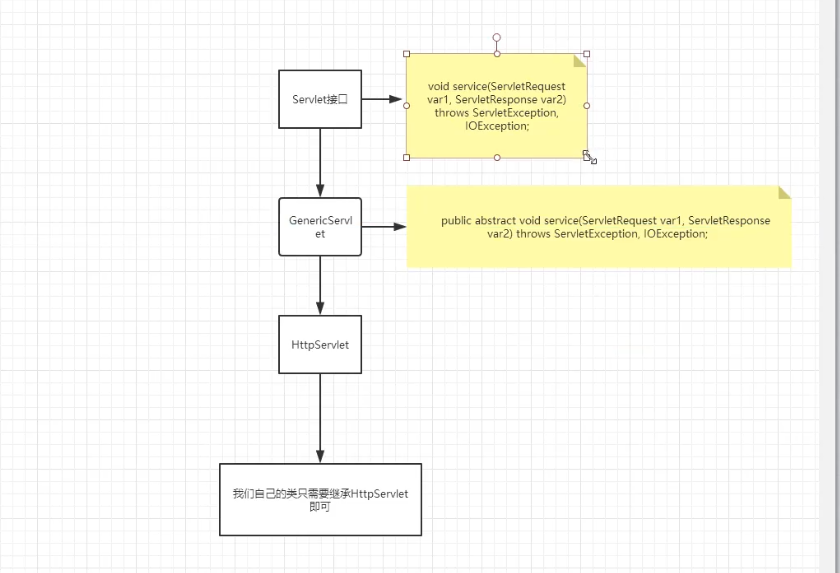 Servlet接口
void service(ServletRequest
var1, ServletResponse var2)
throws ServletException,
IOException;
GenericServl
et
public abstract void service(ServletRequest var1, ServletResponse
var2) throws ServletException, IOException;
HttpServlet
我们自己的类只需要继承HttpServlet
即可